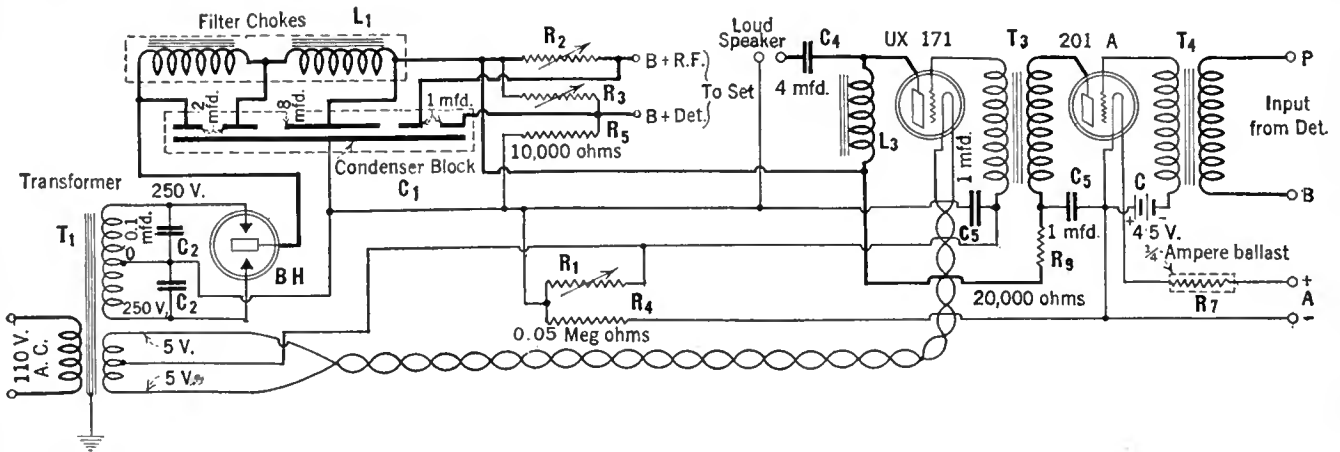 Filter Chokes
L1
2 mfd.
8 mfd.
1 mfd.
Condenser Block
C1
R2
R3
R5
10,000 ohms
B + R.F.
To Set
B + Det.
Loud
Speaker
C4
4 mfd.
UX 171
L3
1 mfd.
C5
T3
201 A
T4
P
Input
from Det.
B
C5
1 mfd.
C
+ -
4·5 V.
¾·Ampere ballast
R9
20,000 ohms
R7
+
A
-
Transformer
T1
250 V.
0.1 mfd.
0
C2
C2
250 V.
B H
R1
R4
0.05 Meg ohms
110 V.
A. C.
5 V.
5 V.